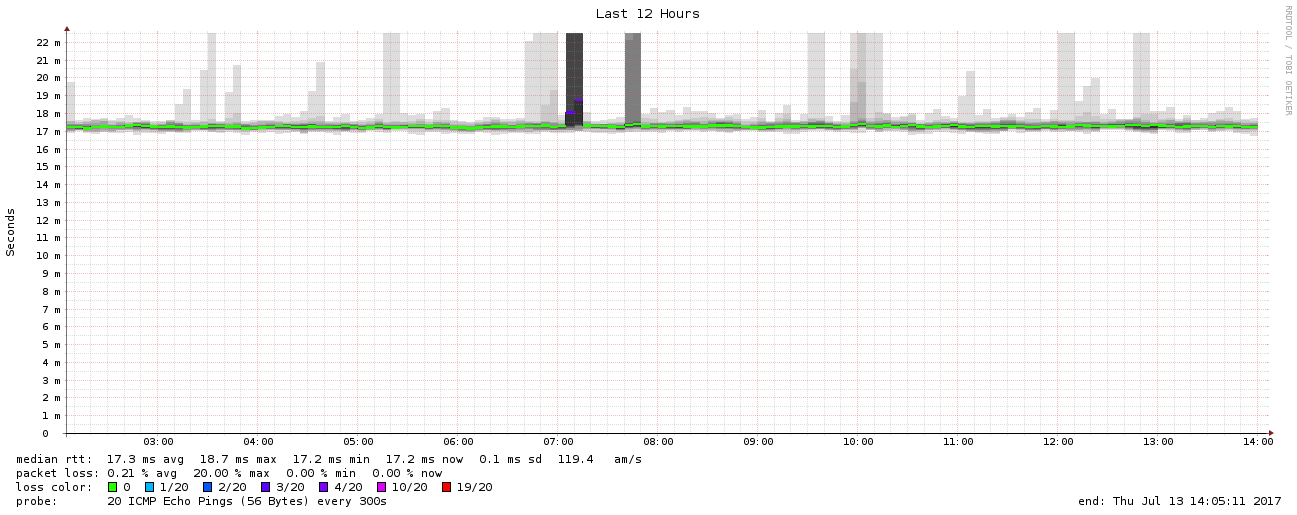 Last 12 Hours
RRDTOOL / TOBI OETIKER
Seconds
22 m
21 m
20 m
19 m
18 m
17 m
16 m
15 m
14 m
13 m
12 m
11 m
10 m
9 m
8 m
7 m
6 m
5 m
4 m
3 m
2 m
1 m
0
03:00 04:00 05:00 06:00 07:00 08:00 09:00 10:00 11:00 12:00 13:00 14:00
median rtt: 17.3 ms avg 18.7 ms max 17.2 ms min 17.2 ms now 0.1 ms sd 119.4 am/s
packet loss: 0.21 % avg 20.00 % max 0.00 % min 0.00 % now
loss color: 0 1/20 2/20 3/20 4/20 10/20 19/20
probe: 20 ICMP Echo Pings (56 Bytes) every 300s end: Thu Jul 13 14:05:11 2017